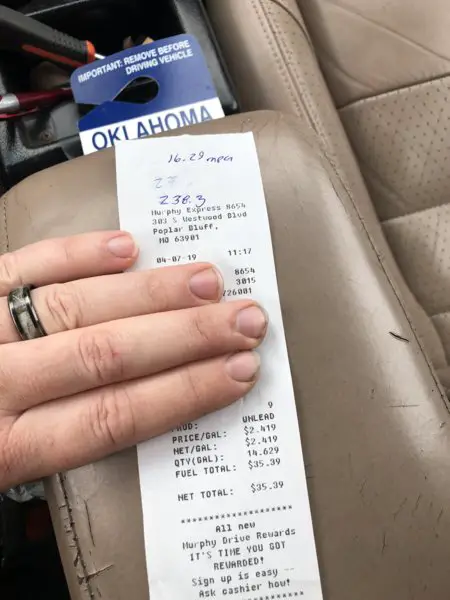 IMPORTANT: REMOVE BEFORE
DRIVING VEHICLE
OKLAHOMA
16.29 mpg
27
238.3
Murphy Express 8654
303 S Westwood Blvd
Poplar Bluff,
MO 63901
04-07-19 11:17
8654
3015
726001
9
PROD: UNLEAD
PRICE/GAL: $2.419
NET/GAL: $2.419
QTY(GAL): 14.629
FUEL TOTAL: $35.39
NET TOTAL: $35.39
********************
All new
Murphy Drive Rewards
IT'S TIME YOU GOT
REWARDED!
Sign up is easy --
Ask cashier how!
********************